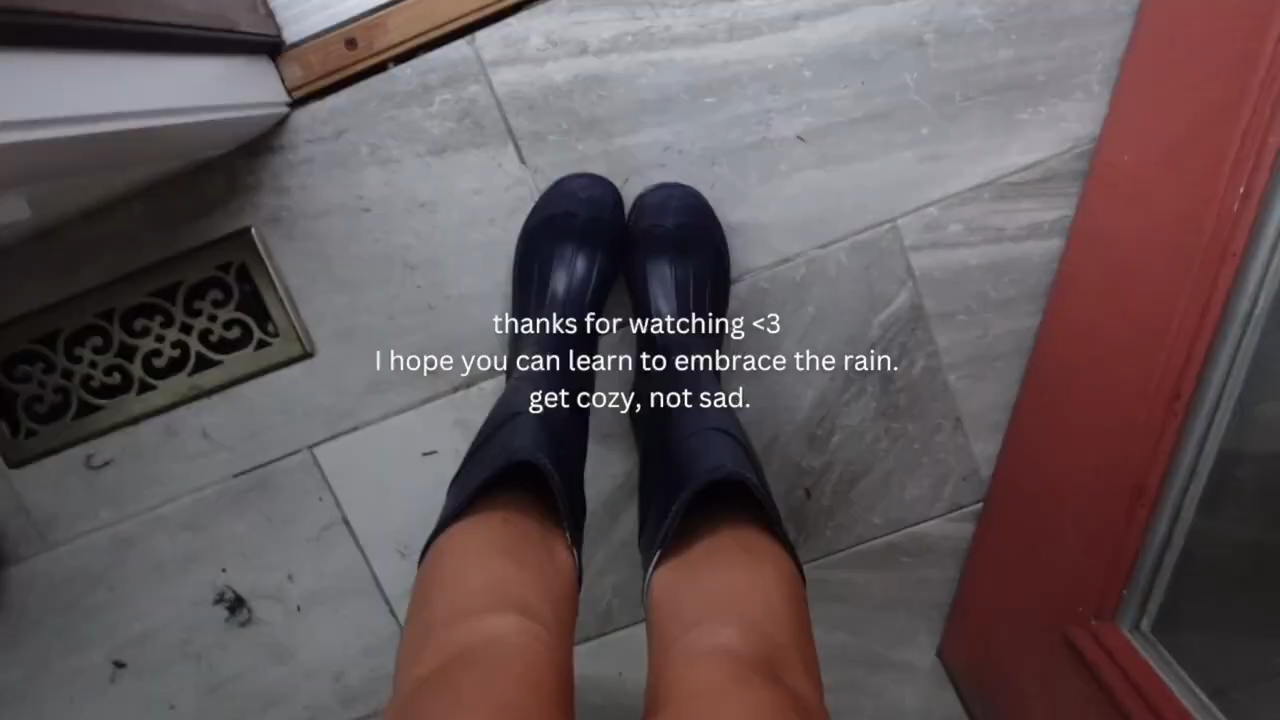 thanks for watching <3
I hope you can learn to embrace the rain.
get cozy, not sad.